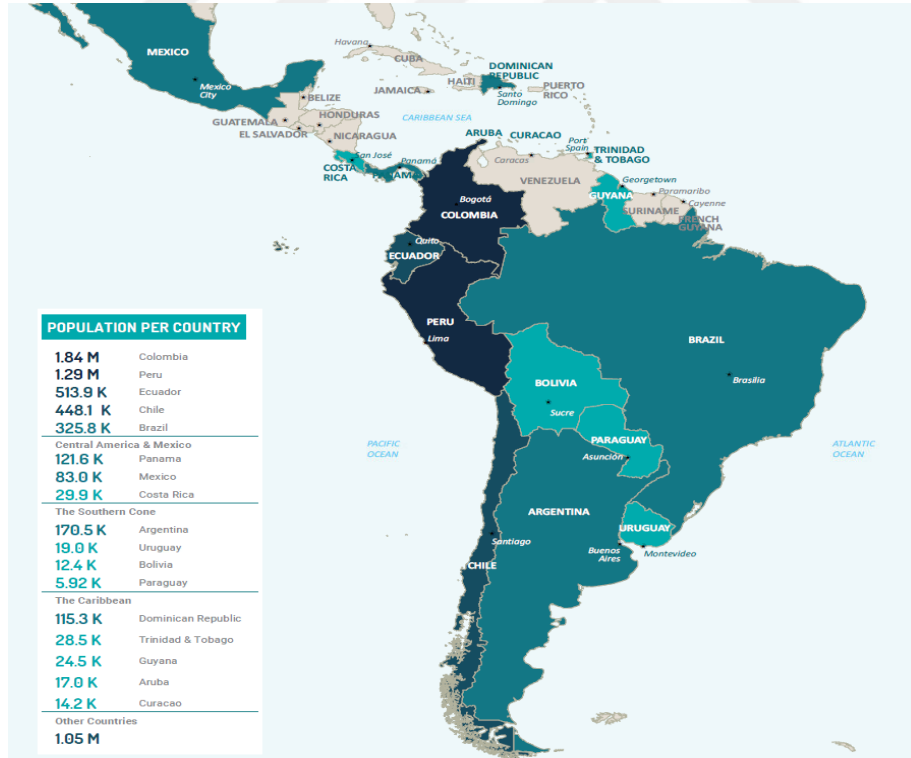 MEXICO
Mexico
City
Havana
CUBA
JAMAICA
HAITI
DOMINICAN
REPUBLIC
Santo
Domingo
PUERTO
RICO
BELIZE
GUATEMALA
HONDURAS
EL SALVADOR
NICARAGUA
CARIBBEAN SEA
COSTA
RICA
San José
Panamá
PANAMA
ARUBA
CURACAO
Port
Spain
TRINIDAD
& TOBAGO
Caracas
VENEZUELA
Georgetown
GUYANA
Paramaribo
SURINAME
Cayenne
FRENCH
GUYANA
Bogotá
COLOMBIA
Quito
ECUADOR
PERU
Lima
BRAZIL
Brasília
BOLIVIA
Sucre
PARAGUAY
Asunción
PACIFIC
OCEAN
ATLANTIC
OCEAN
ARGENTINA
URUGUAY
Santiago
Buenos
Aires
Montevideo
CHILE
POPULATION PER COUNTRY
1.84 M Colombia
1.29 M Peru
513.9 K Ecuador
448.1 K Chile
325.8 K Brazil
Central America & Mexico
121.6 K Panama
83.0 K Mexico
29.9 K Costa Rica
The Southern Cone
170.5 K Argentina
19.0 K Uruguay
12.4 K Bolivia
5.92 K Paraguay
The Caribbean
115.3 K Dominican Republic
28.5 K Trinidad & Tobago
24.5 K Guyana
17.0 K Aruba
14.2 K Curacao
Other Countries
1.05 M